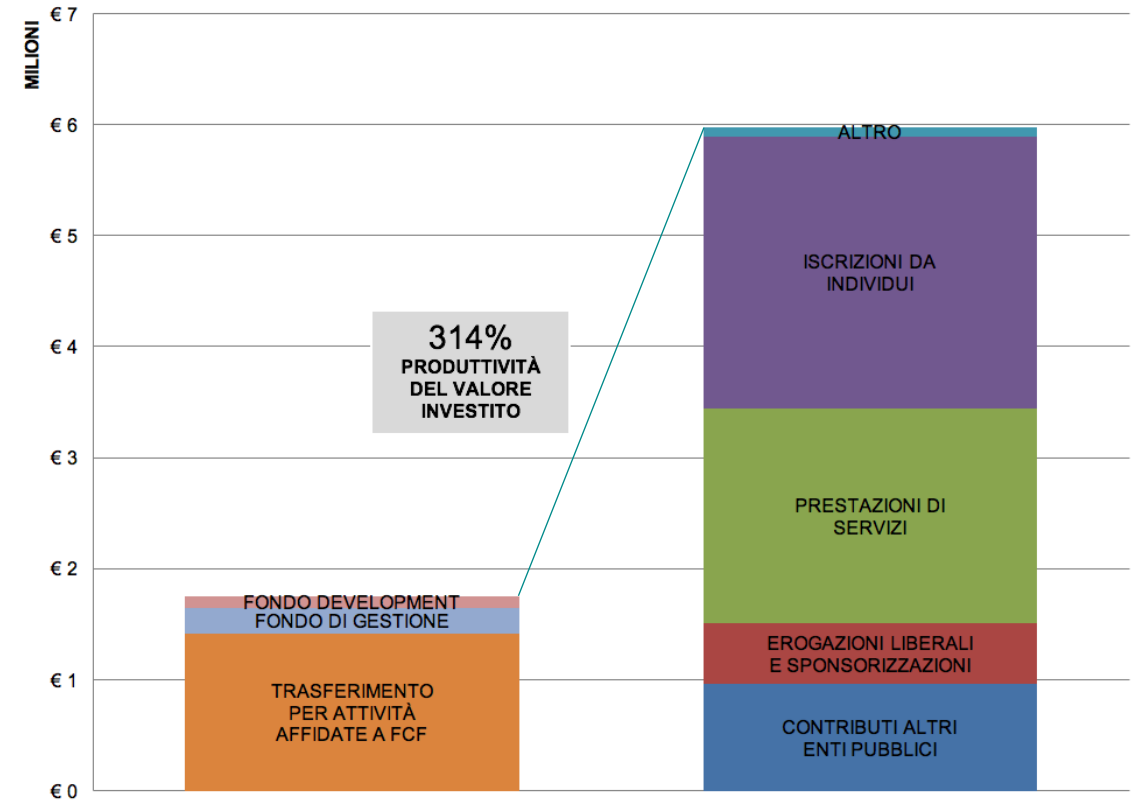 MILIONI
€ 7
€ 6
€ 5
€ 4
€ 3
€ 2
€ 1
€ 0
314%
PRODUTTIVITÀ
DEL VALORE
INVESTITO
FONDO DEVELOPMENT
FONDO DI GESTIONE
TRASFERIMENTO
PER ATTIVITÀ
AFFIDATE A FCF
ALTRO
ISCRIZIONI DA
INDIVIDUI
PRESTAZIONI DI
SERVIZI
EROGAZIONI LIBERALI
E SPONSORIZZAZIONI
CONTRIBUTI ALTRI
ENTI PUBBLICI